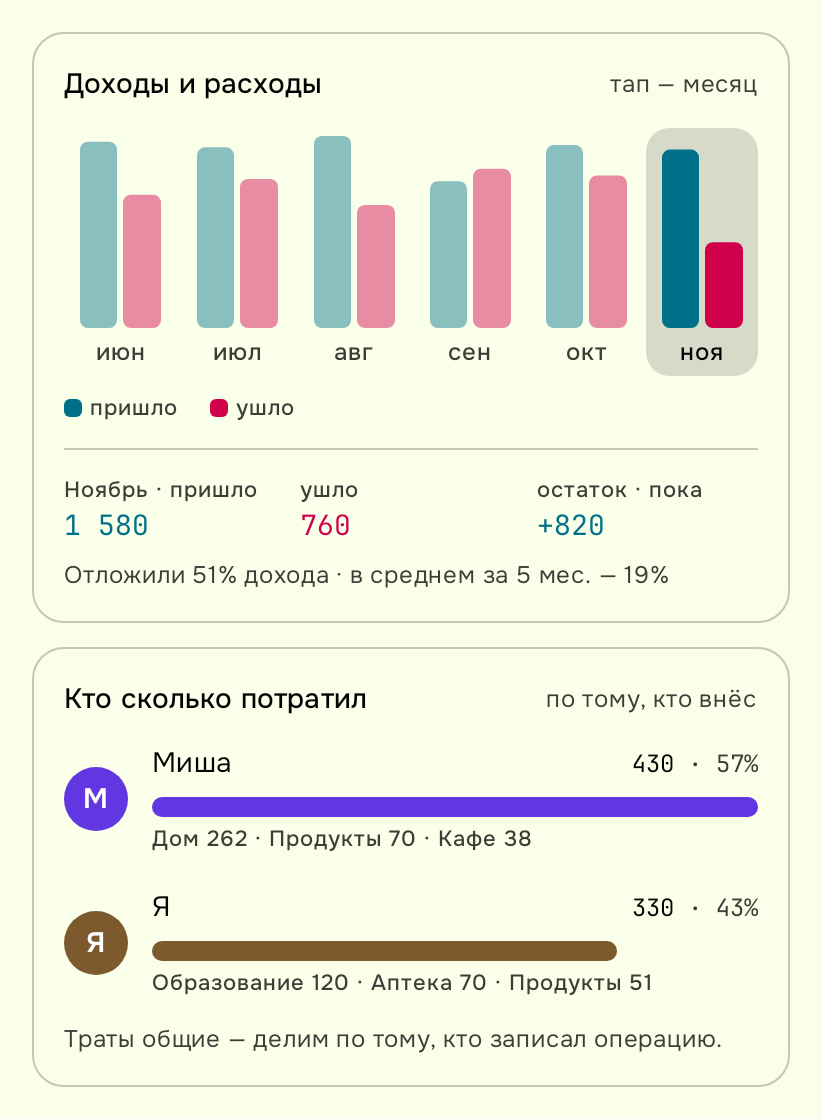 Доходы и расходы
тап — месяц
июн июл авг сен окт ноя
пришло ушло
Ноябрь · пришло ушло остаток · пока
1 580 760 +820
Отложили 51% дохода · в среднем за 5 мес. — 19%
Кто сколько потратил
по тому, кто внёс
М
Миша 430 · 57%
Дом 262 · Продукты 70 · Кафе 38
Я
Я 330 · 43%
Образование 120 · Аптека 70 · Продукты 51
Траты общие — делим по тому, кто записал операцию.